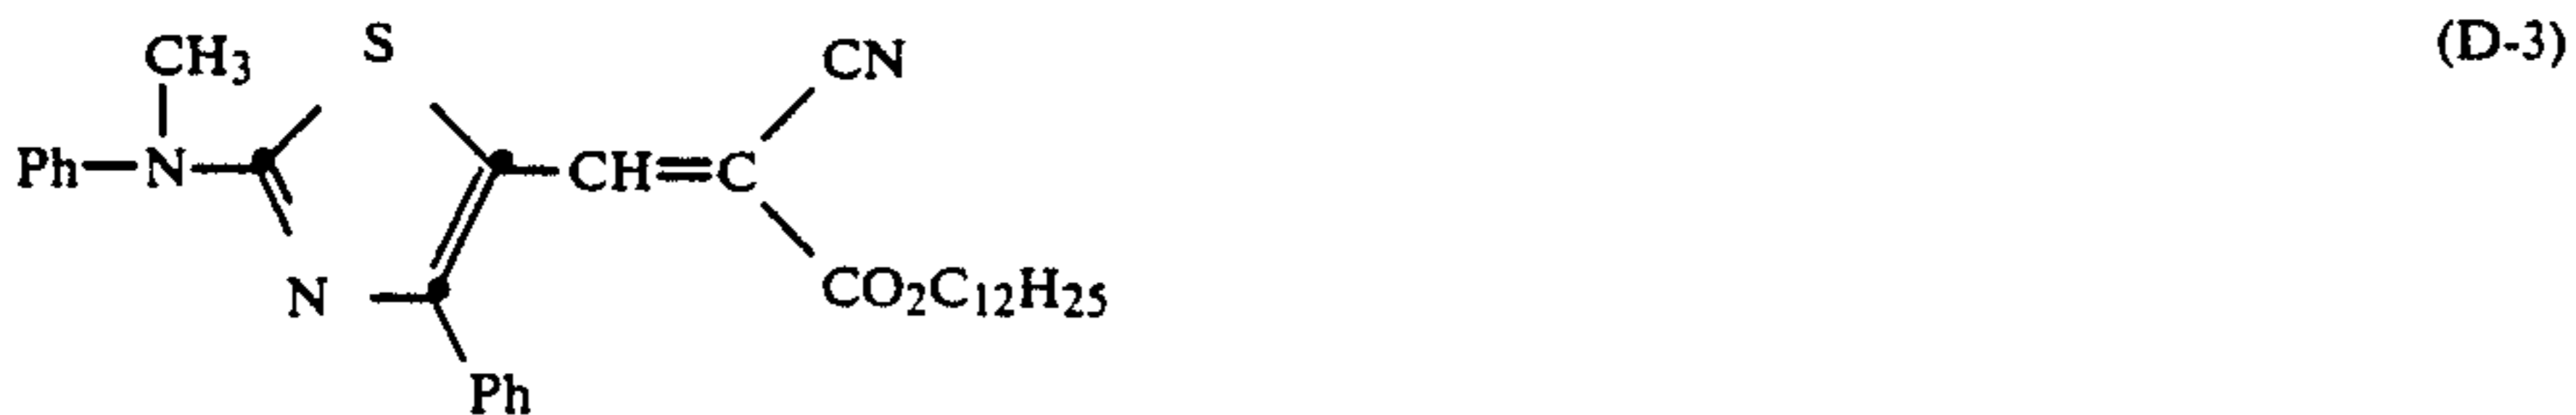 CH₃ S CN (D-3)
Ph—N CH=C
N CO₂C₁₂H₂₅
Ph